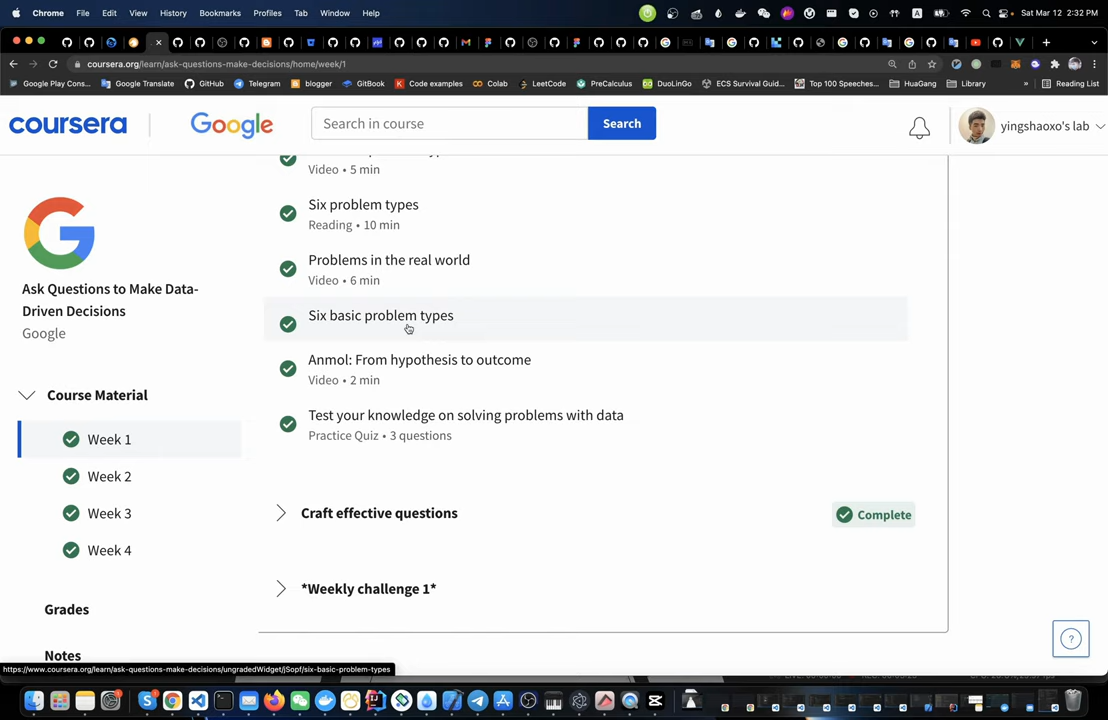 Chrome File Edit View History Bookmarks Profiles Tab Window Help
A
Sat Mar 12 2:32 PM
coursera.org/learn/ask-questions-make-decisions/home/week/1
Google Play Cons... Google Translate GitHub Telegram blogger GitBook Code examples Colab LeetCode PreCalculus DuoLinGo ECS Survival Guid... Top 100 Speeches... HuaGang Library » Reading List
coursera
Google
Search in course
Search
yingshaoxo's lab
Video • 5 min
Six problem types
Reading • 10 min
Problems in the real world
Video • 6 min
Six basic problem types
Anmol: From hypothesis to outcome
Video • 2 min
Test your knowledge on solving problems with data
Practice Quiz • 3 questions
Craft effective questions
Complete
*Weekly challenge 1*
Ask Questions to Make Data-
Driven Decisions
Google
Course Material
Week 1
Week 2
Week 3
Week 4
Grades
Notes
?
https://www.coursera.org/learn/ask-questions-make-decisions/ungradedWidget/jSopf/six-basic-problem-types